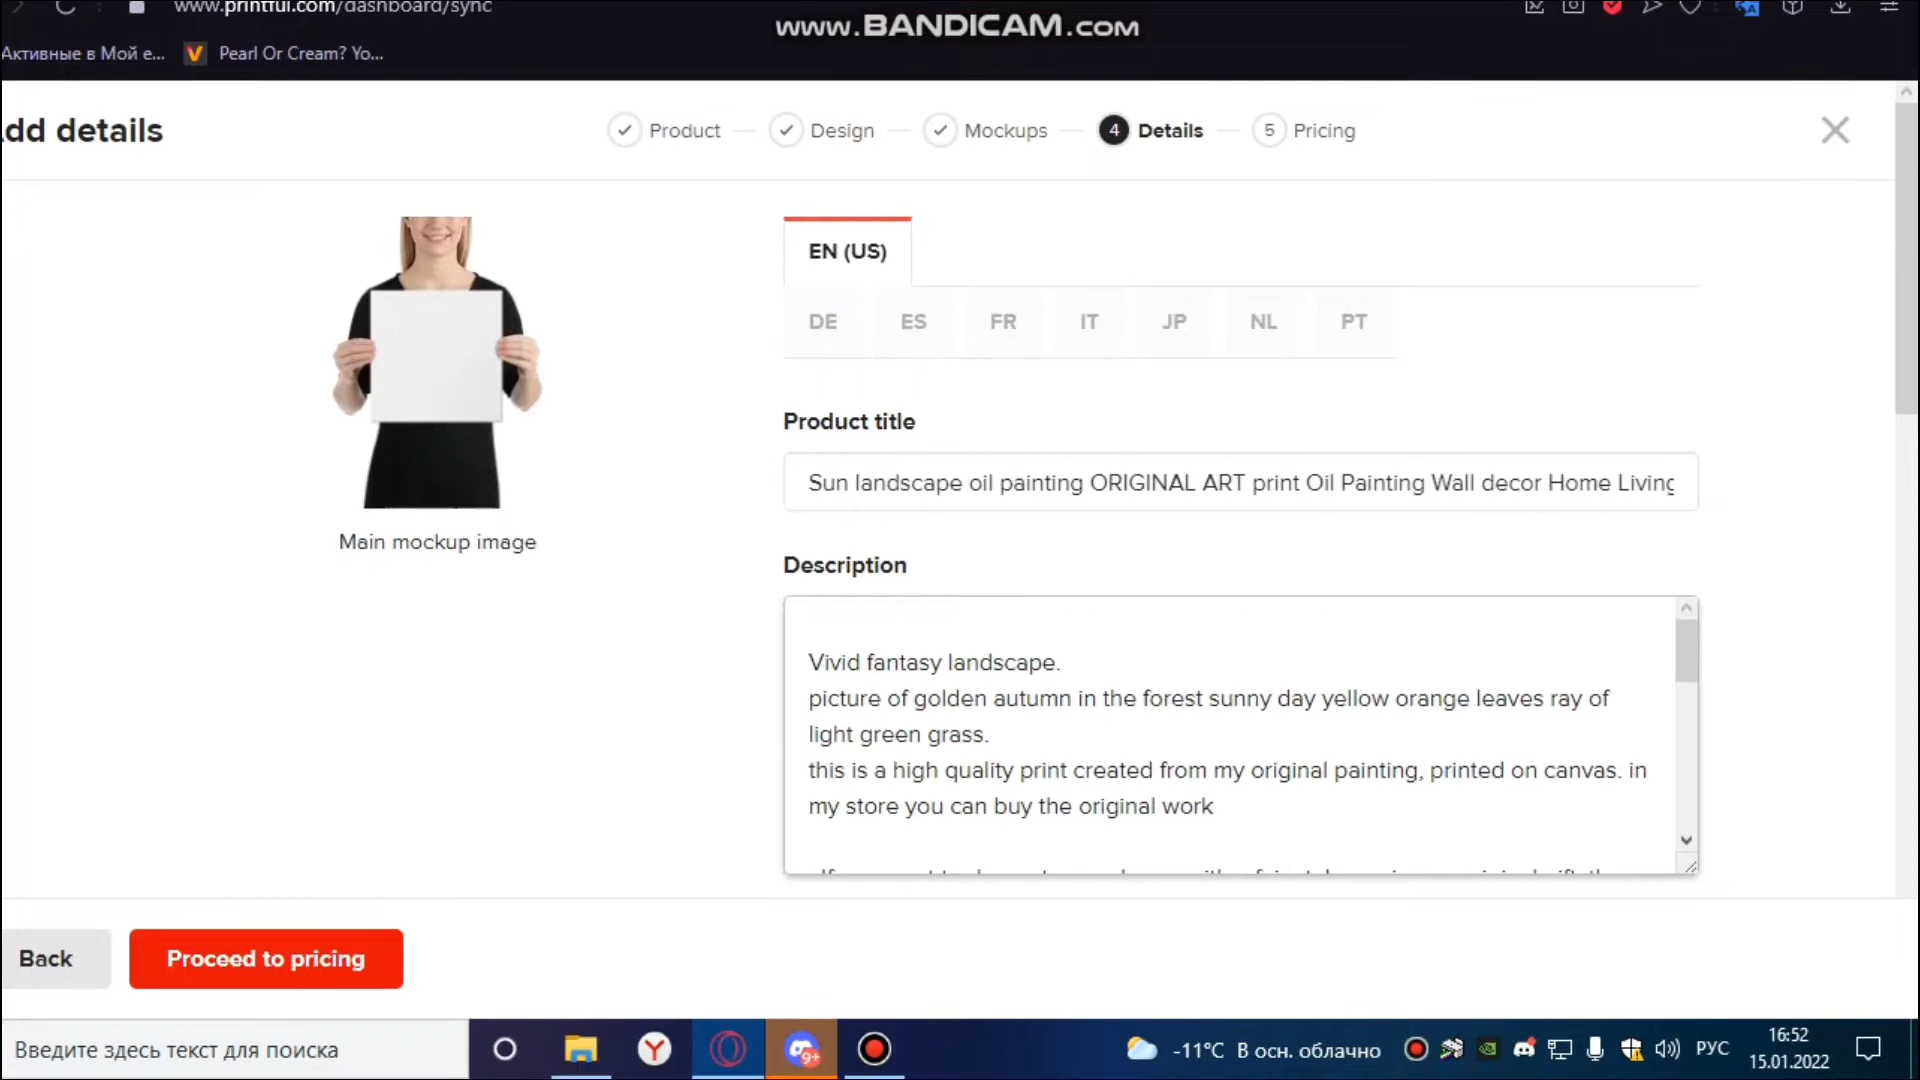 www.printful.com/dashboard/sync
www.BANDICAM.com
Активные в Мой е...
Pearl Or Cream? Yo...
dd details
Product
Design
Mockups
4 Details
5 Pricing
EN (US)
DE ES FR IT JP NL PT
Main mockup image
Product title
Sun landscape oil painting ORIGINAL ART print Oil Painting Wall decor Home Living
Description
Vivid fantasy landscape.
picture of golden autumn in the forest sunny day yellow orange leaves ray of
light green grass.
this is a high quality print created from my original painting, printed on canvas. in
my store you can buy the original work
Back
Proceed to pricing
Введите здесь текст для поиска
9+
-11°C В осн. облачно
РУС
16:52
15.01.2022